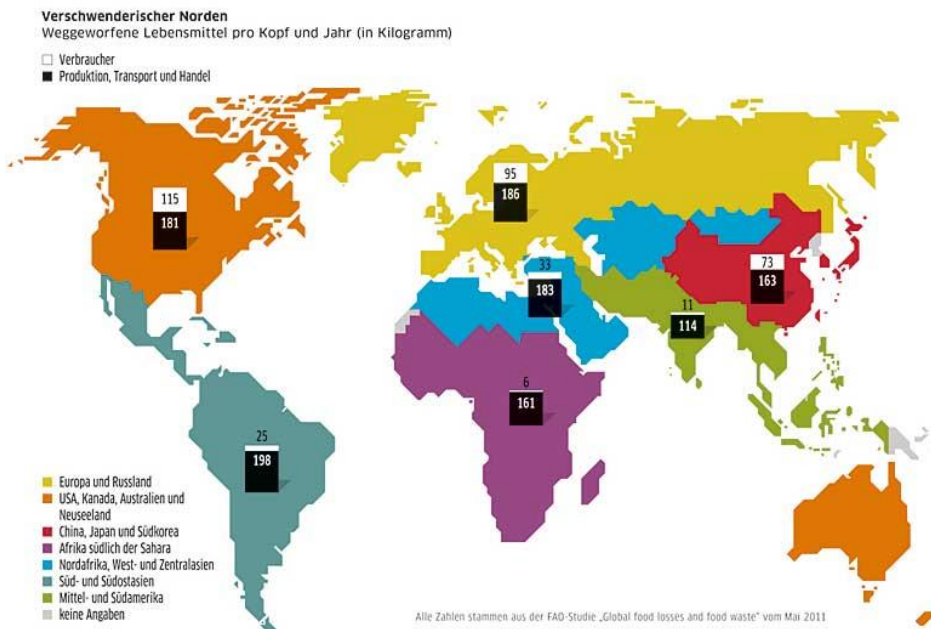 Verschwenderischer Norden
Weggeworfene Lebensmittel pro Kopf und Jahr (in Kilogramm)
Verbraucher
Produktion, Transport und Handel
115
181
95
186
33
183
73
163
11
114
6
161
25
198
Europa und Russland
USA, Kanada, Australien und
Neuseeland
China, Japan und Südkorea
Afrika südlich der Sahara
Nordafrika, West- und Zentralasien
Süd- und Südostasien
Mittel- und Südamerika
keine Angaben
Alle Zahlen stammen aus der FAO-Studie „Global food losses and food waste" vom Mai 2011